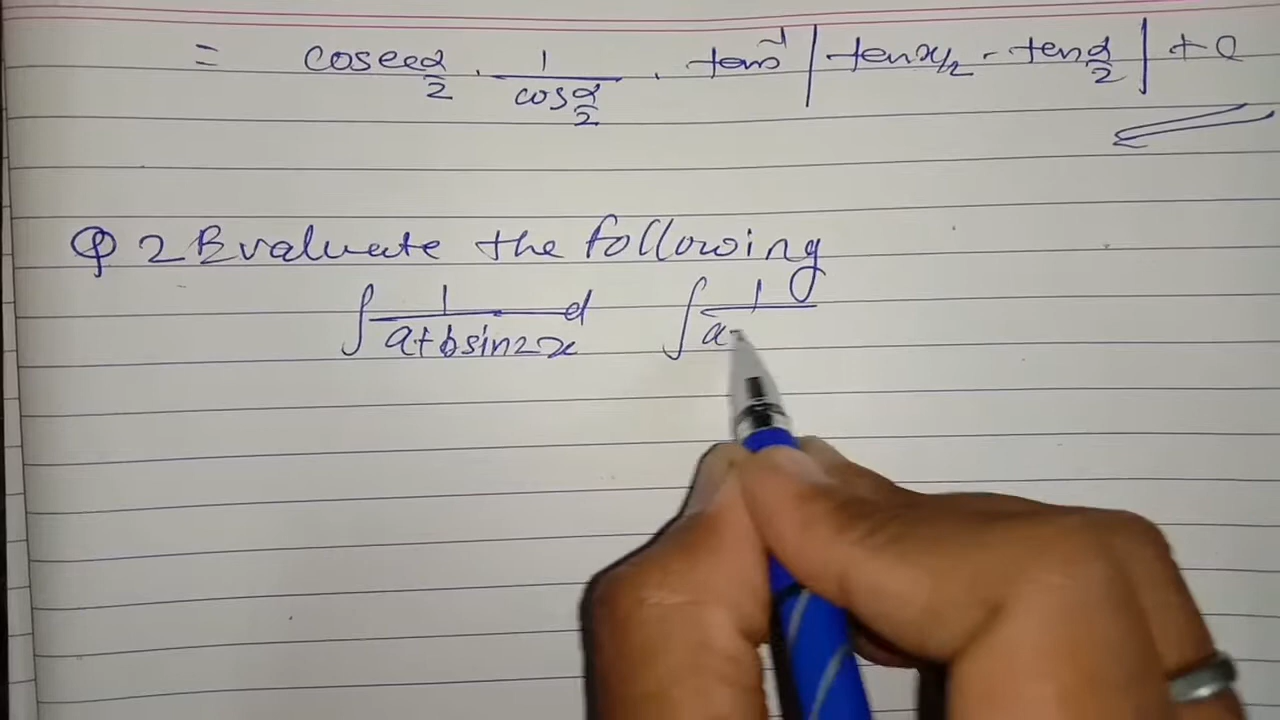 = cosec α/2 . 1/cos α/2 . tan⁻¹ | tan x/2 . tan α/2 | + C
Q 2 Evaluate the following
∫ 1/(a+b sin2x) d ∫ 1/a-